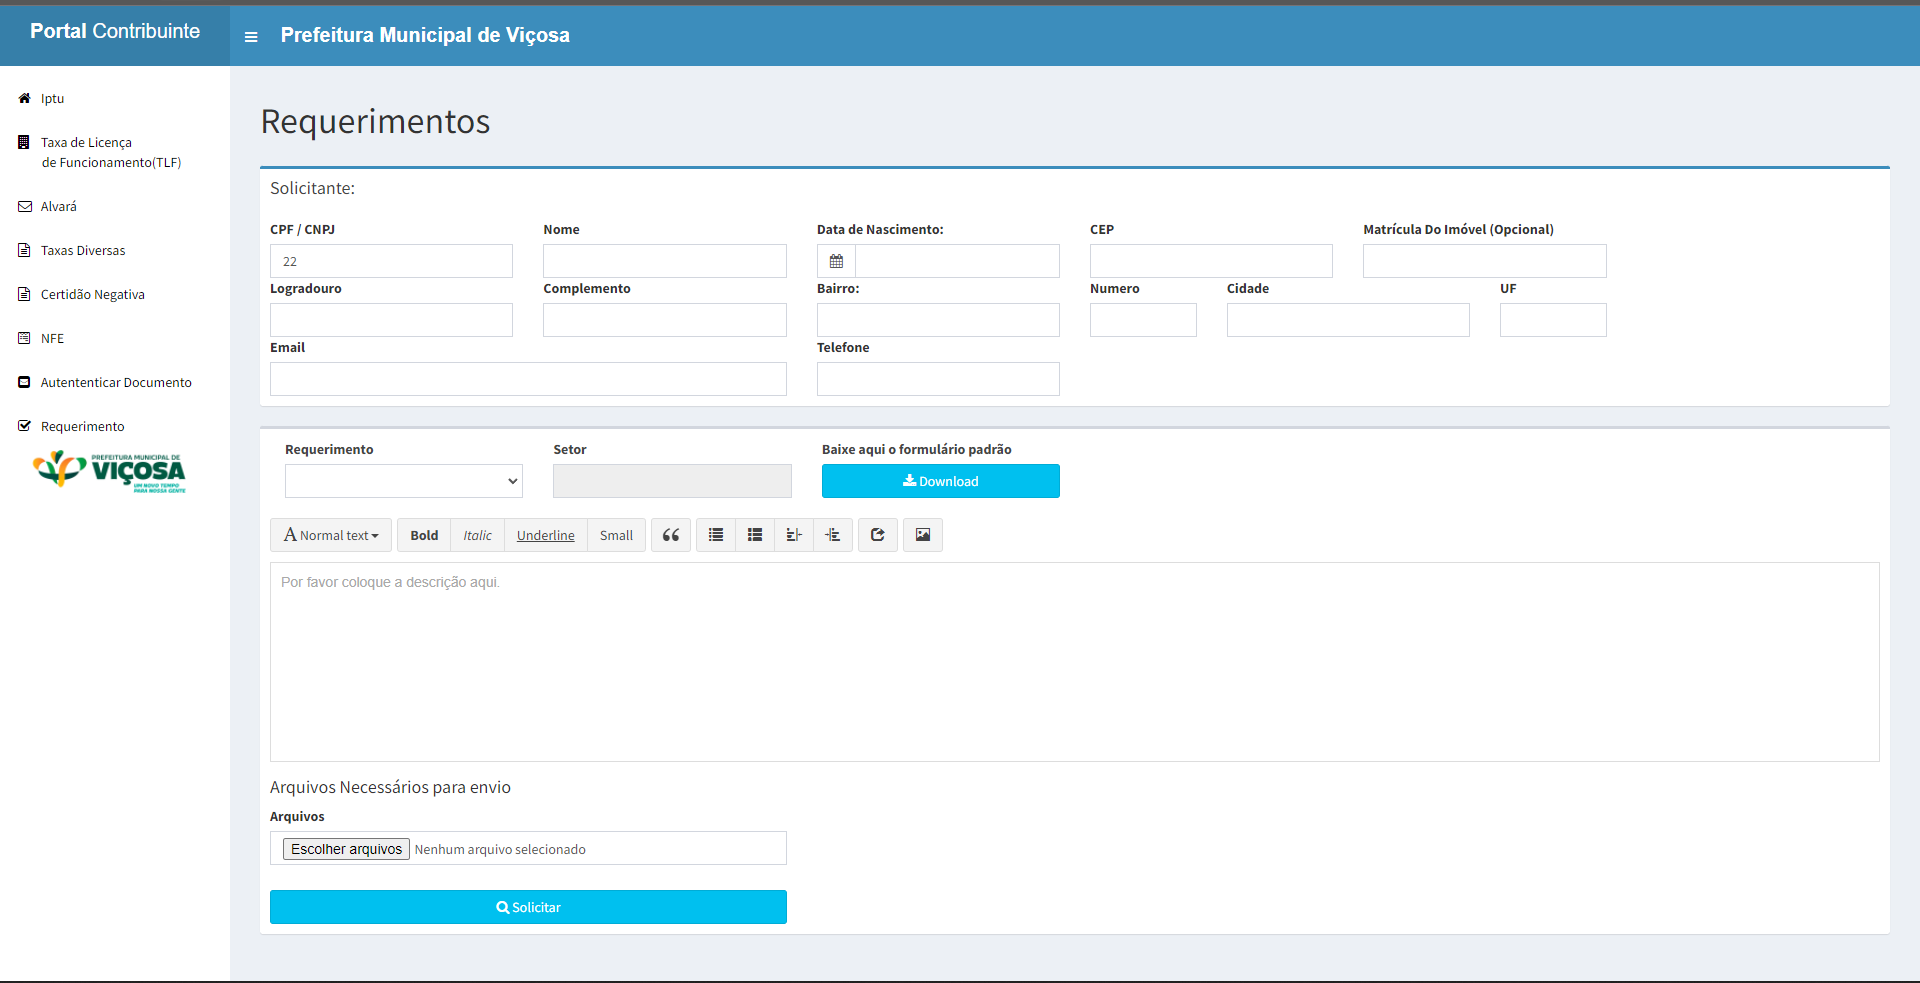 Portal Contribuinte
Prefeitura Municipal de Viçosa
Iptu
Taxa de Licença
de Funcionamento(TLF)
Alvará
Taxas Diversas
Certidão Negativa
NFE
Autententicar Documento
Requerimento
PREFEITURA MUNICIPAL DE
VIÇOSA
UM NOVO TEMPO
PARA NOSSA GENTE
Requerimentos
Solicitante:
CPF / CNPJ Nome Data de Nascimento: CEP Matrícula Do Imóvel (Opcional)
22
Logradouro Complemento Bairro: Numero Cidade UF
Email Telefone
Requerimento Setor Baixe aqui o formulário padrão
Download
A Normal text Bold Italic Underline Small
Por favor coloque a descrição aqui.
Arquivos Necessários para envio
Arquivos
Escolher arquivos Nenhum arquivo selecionado
Solicitar